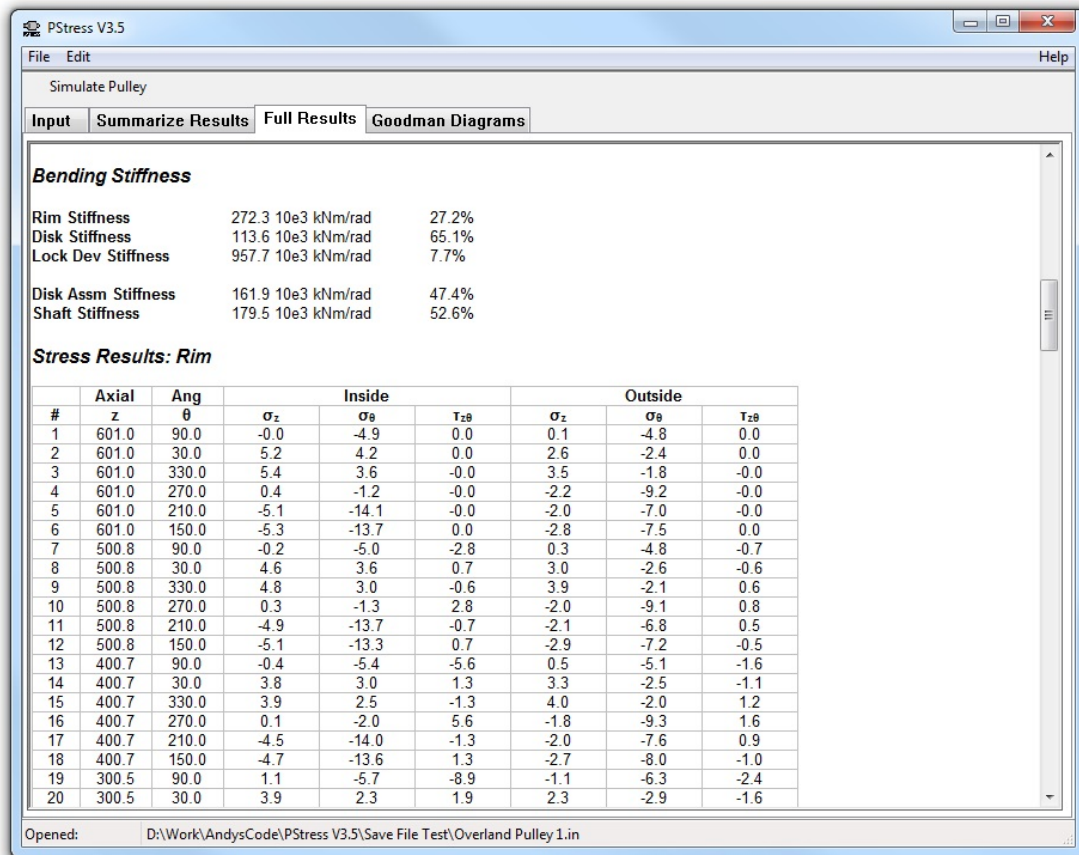 PStress V3.5
File Edit Help
Simulate Pulley
Input Summarize Results Full Results Goodman Diagrams
Bending Stiffness
Rim Stiffness 272.3 10e3 kNm/rad 27.2%
Disk Stiffness 113.6 10e3 kNm/rad 65.1%
Lock Dev Stiffness 957.7 10e3 kNm/rad 7.7%
Disk Assm Stiffness 161.9 10e3 kNm/rad 47.4%
Shaft Stiffness 179.5 10e3 kNm/rad 52.6%
Stress Results: Rim
Axial Ang Inside Outside
# z θ σz σθ τzθ σz σθ τzθ
1 601.0 90.0 -0.0 -4.9 0.0 0.1 -4.8 0.0
2 601.0 30.0 5.2 4.2 0.0 2.6 -2.4 0.0
3 601.0 330.0 5.4 3.6 -0.0 3.5 -1.8 -0.0
4 601.0 270.0 0.4 -1.2 -0.0 -2.2 -9.2 -0.0
5 601.0 210.0 -5.1 -14.1 -0.0 -2.0 -7.0 -0.0
6 601.0 150.0 -5.3 -13.7 0.0 -2.8 -7.5 0.0
7 500.8 90.0 -0.2 -5.0 -2.8 0.3 -4.8 -0.7
8 500.8 30.0 4.6 3.6 0.7 3.0 -2.6 -0.6
9 500.8 330.0 4.8 3.0 -0.6 3.9 -2.1 0.6
10 500.8 270.0 0.3 -1.3 2.8 -2.0 -9.1 0.8
11 500.8 210.0 -4.9 -13.7 -0.7 -2.1 -6.8 0.5
12 500.8 150.0 -5.1 -13.3 0.7 -2.9 -7.2 -0.5
13 400.7 90.0 -0.4 -5.4 -5.6 0.5 -5.1 -1.6
14 400.7 30.0 3.8 3.0 1.3 3.3 -2.5 -1.1
15 400.7 330.0 3.9 2.5 -1.3 4.0 -2.0 1.2
16 400.7 270.0 0.1 -2.0 5.6 -1.8 -9.3 1.6
17 400.7 210.0 -4.5 -14.0 -1.3 -2.0 -7.6 0.9
18 400.7 150.0 -4.7 -13.6 1.3 -2.7 -8.0 -1.0
19 300.5 90.0 1.1 -5.7 -8.9 -1.1 -6.3 -2.4
20 300.5 30.0 3.9 2.3 1.9 2.3 -2.9 -1.6
Opened: D:\Work\AndysCode\PStress V3.5\Save File Test\Overland Pulley 1.in